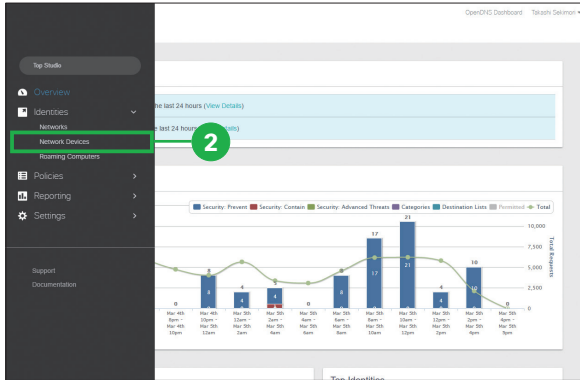 OpenDNS Dashboard Takashi Sekimori
Top Studio
Overview
Identities
Networks
Network Devices
Roaming Computers
Policies
Reporting
Settings
Support
Documentation
he last 24 hours (View Details)
e last 24 hours
2
Security: Prevent Security: Contain Security: Advanced Threats Categories Destination Lists Permitted Total
10,000
7,500
5,000
2,500
0
Total Requests
0 4 5 0 8 17 21 4 10 0
8 4 4 8 17 21 4 10
Mar 4th 8pm - Mar 4th 10pm
Mar 4th 10pm - Mar 5th 12am
Mar 5th 12am - Mar 5th 2am
Mar 5th 2am - Mar 5th 4am
Mar 5th 4am - Mar 5th 6am
Mar 5th 6am - Mar 5th 8am
Mar 5th 8am - Mar 5th 10am
Mar 5th 10am - Mar 5th 12pm
Mar 5th 12pm - Mar 5th 2pm
Mar 5th 2pm - Mar 5th 4pm
Mar 5th 4pm - Mar 5th 5pm
Top Identities